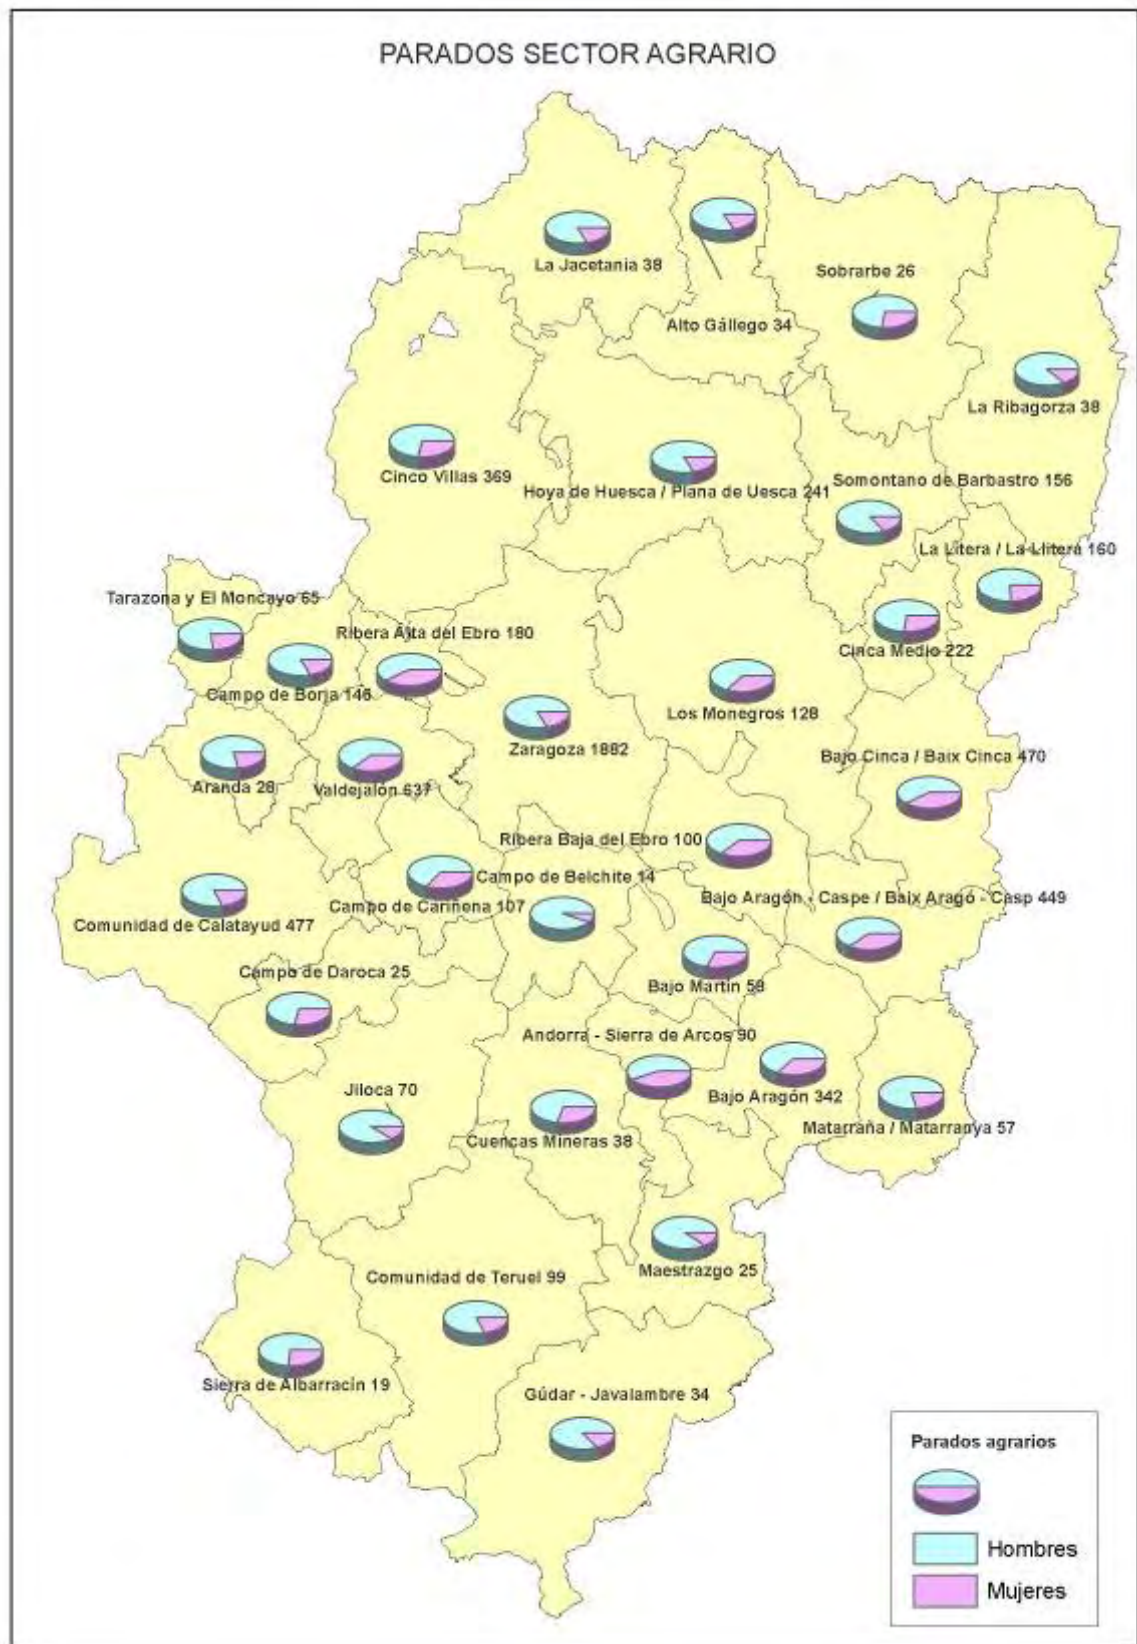 PARADOS SECTOR AGRARIO
La Jacetania 38
Alto Gállego 34
Sobrarbe 26
La Ribagorza 38
Cinco Villas 369
Hoya de Huesca / Plana de Uesca 241
Somontano de Barbastro 156
La Litera / La Llitera 160
Tarazona y El Moncayo 65
Ribera Alta del Ebro 180
Cinca Medio 222
Campo de Borja 146
Los Monegros 128
Zaragoza 1882
Bajo Cinca / Baix Cinca 470
Aranda 28
Valdejalón 637
Ribera Baja del Ebro 100
Campo de Belchite 14
Bajo Aragón - Caspe / Baix Aragó - Casp 449
Campo de Cariñena 107
Comunidad de Calatayud 477
Campo de Daroca 25
Bajo Martín
Andorra - Sierra de Arcos 90
Jiloca 70
Bajo Aragón 342
Matarraña / Matarranya 57
Cuencas Mineras 38
Maestrazgo 25
Comunidad de Teruel 99
Sierra de Albarracín 19
Gúdar - Javalambre 34
Parados agrarios
Hombres
Mujeres